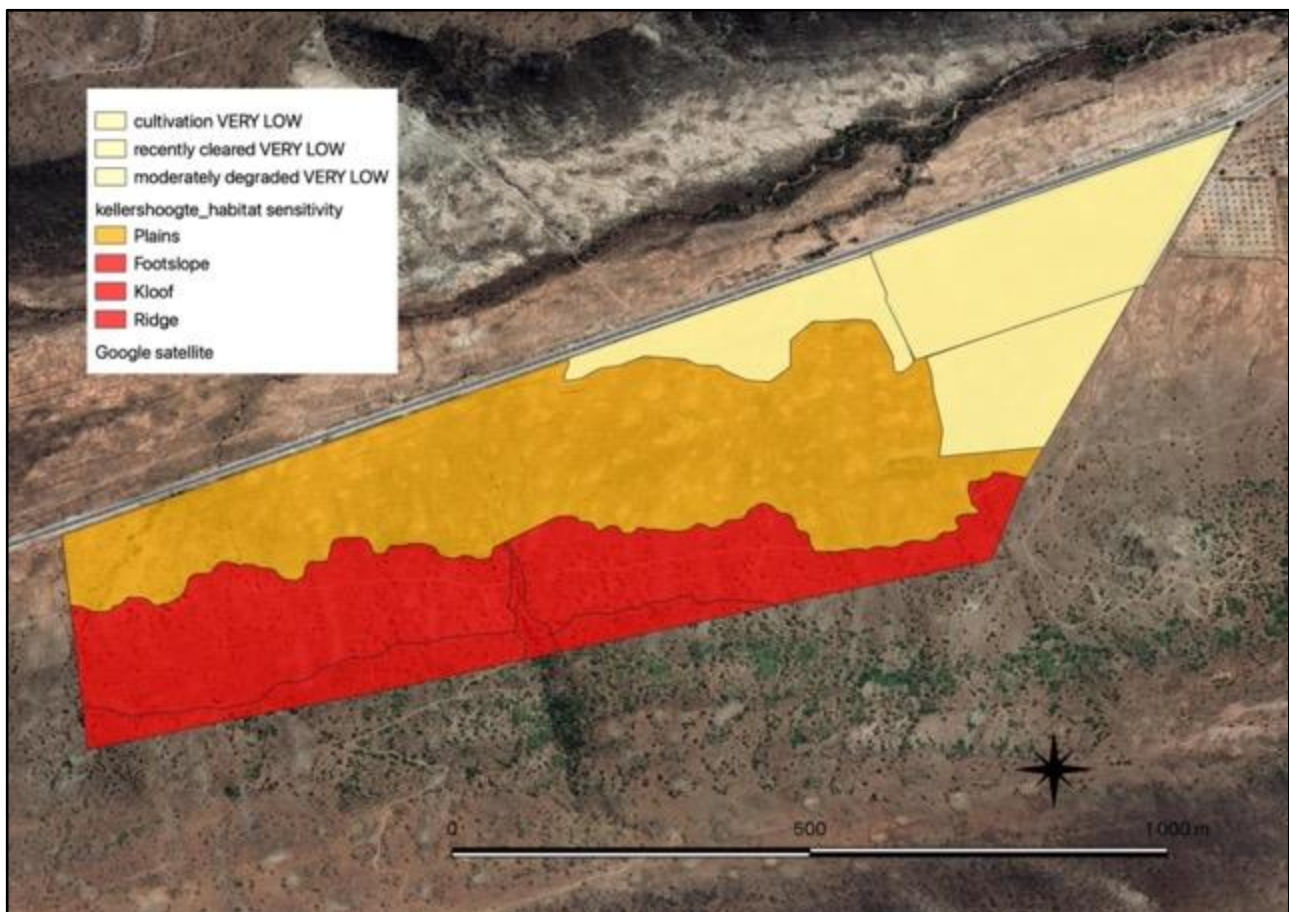 cultivation VERY LOW
recently cleared VERY LOW
moderately degraded VERY LOW
kellershoogte_habitat sensitivity
Plains
Footslope
Kloof
Ridge
Google satellite
0 500 1000 m